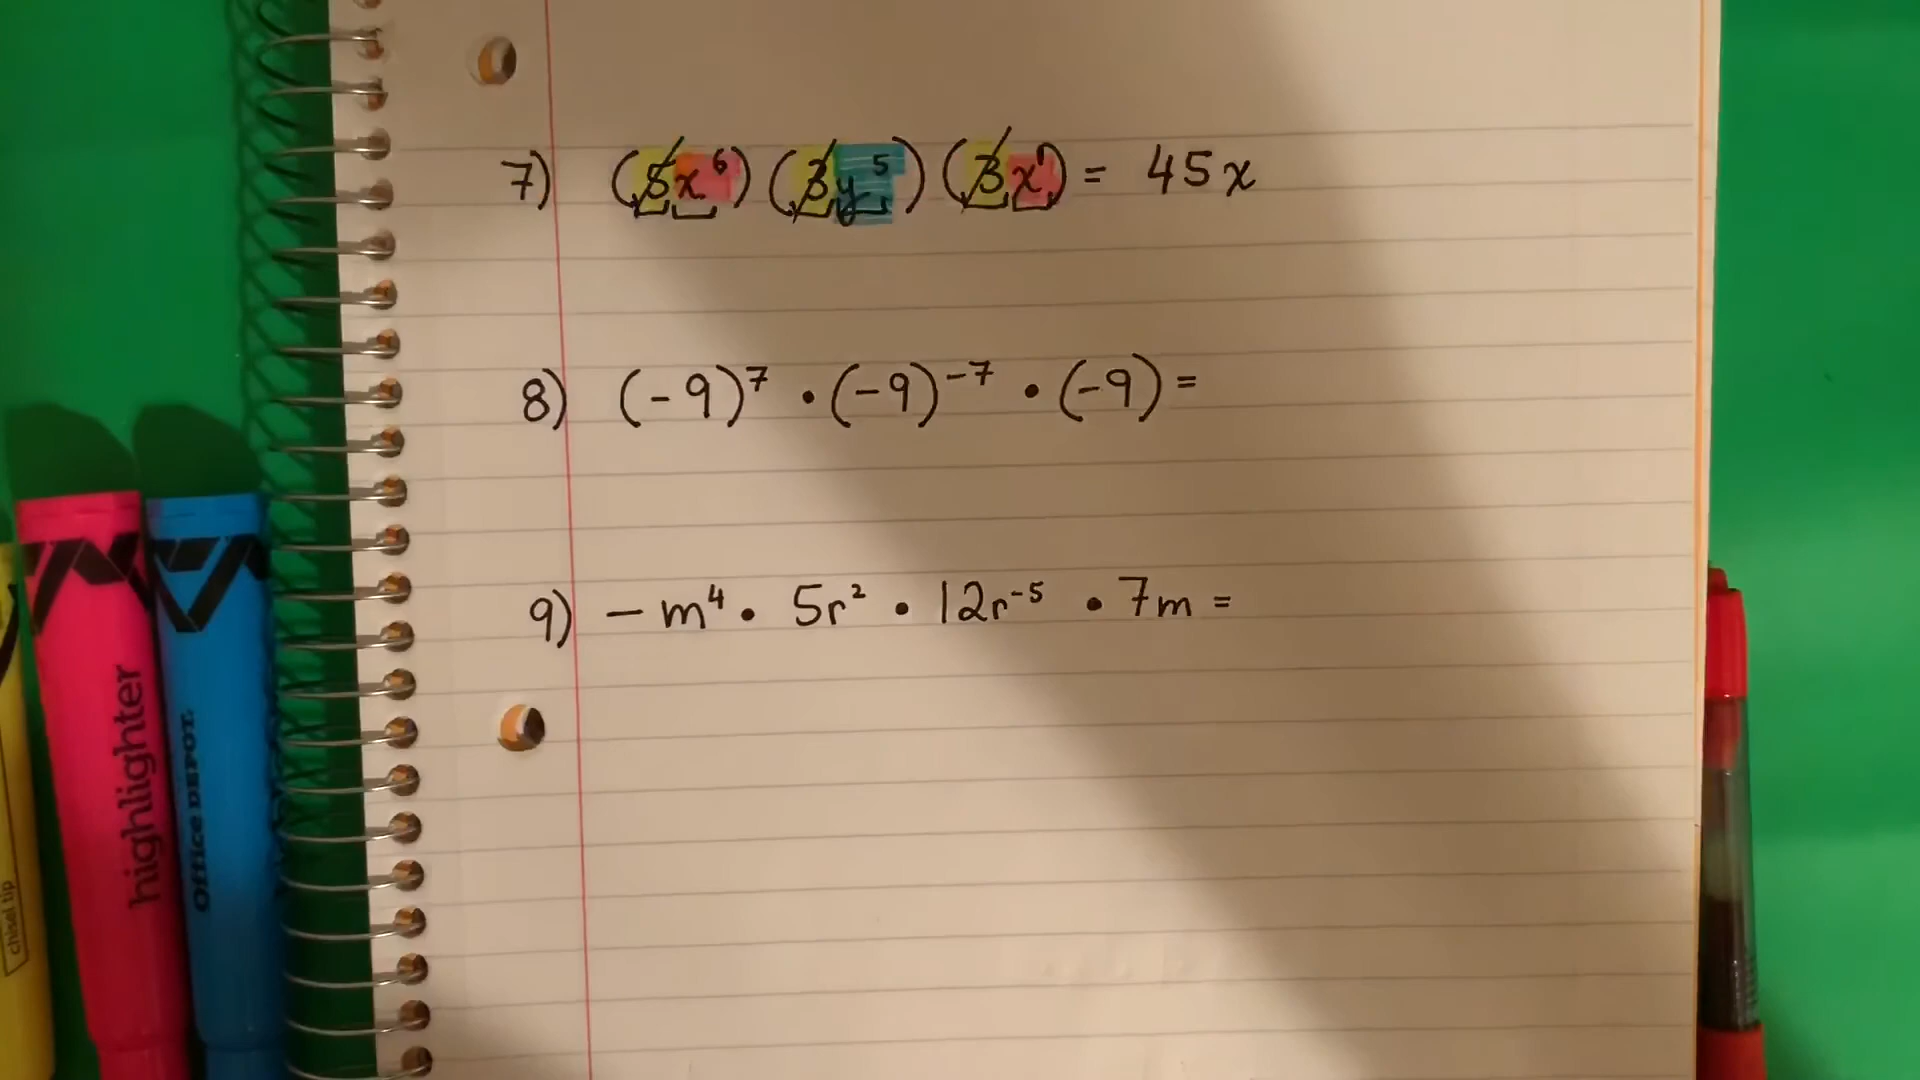 7) (5x⁶)(3y⁵)(3x¹) = 45x
8) (-9)⁷ • (-9)⁻⁷ • (-9) =
9) - m⁴ • 5r² • 12r⁻⁵ • 7m =
highlighter
Office DEPOT
chisel tip